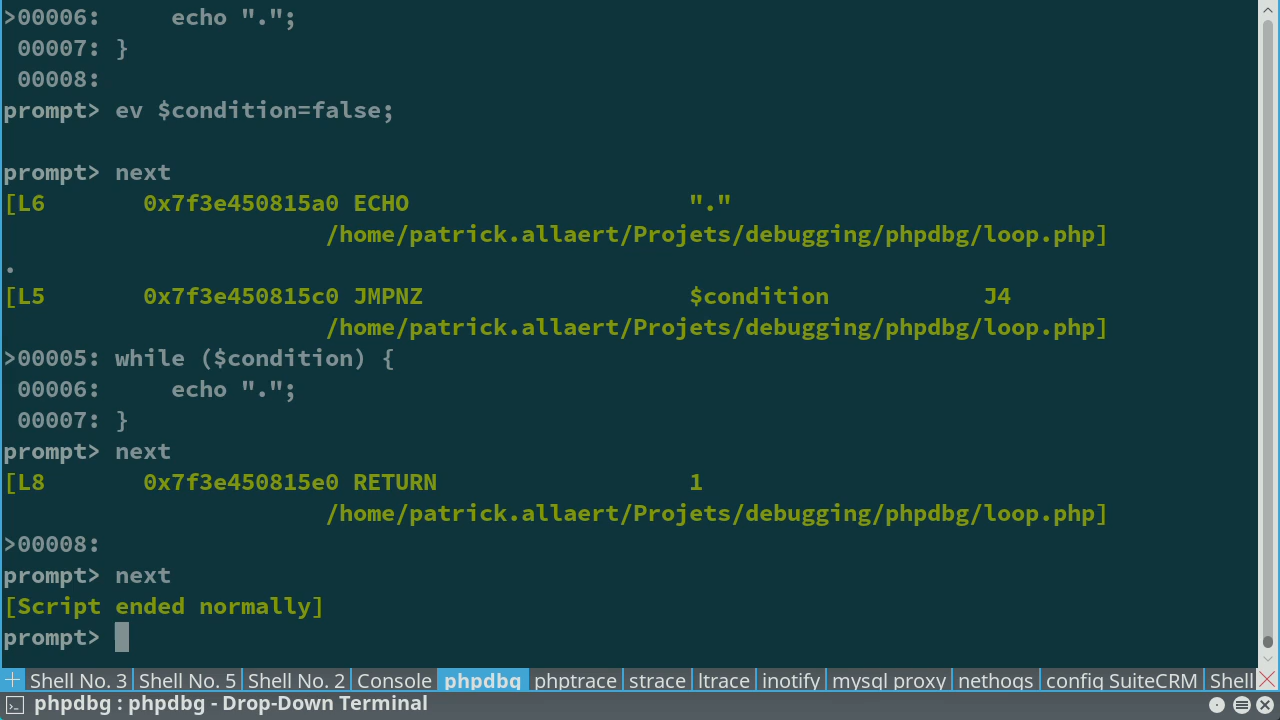 >00006:     echo ".";
 00007: }
 00008:
prompt> ev $condition=false;
prompt> next
[L6       0x7f3e450815a0 ECHO                    "."
                       /home/patrick.allaert/Projets/debugging/phpdbg/loop.php]
.
[L5       0x7f3e450815c0 JMPNZ                   $condition           J4
                       /home/patrick.allaert/Projets/debugging/phpdbg/loop.php]
>00005: while ($condition) {
 00006:     echo ".";
 00007: }
prompt> next
[L8       0x7f3e450815e0 RETURN                  1
                       /home/patrick.allaert/Projets/debugging/phpdbg/loop.php]
>00008:
prompt> next
[Script ended normally]
prompt>
Shell No. 3 Shell No. 5 Shell No. 2 Console phpdbg phptrace strace ltrace inotify mysql proxy nethogs config SuiteCRM Shell
phpdbg : phpdbg - Drop-Down Terminal